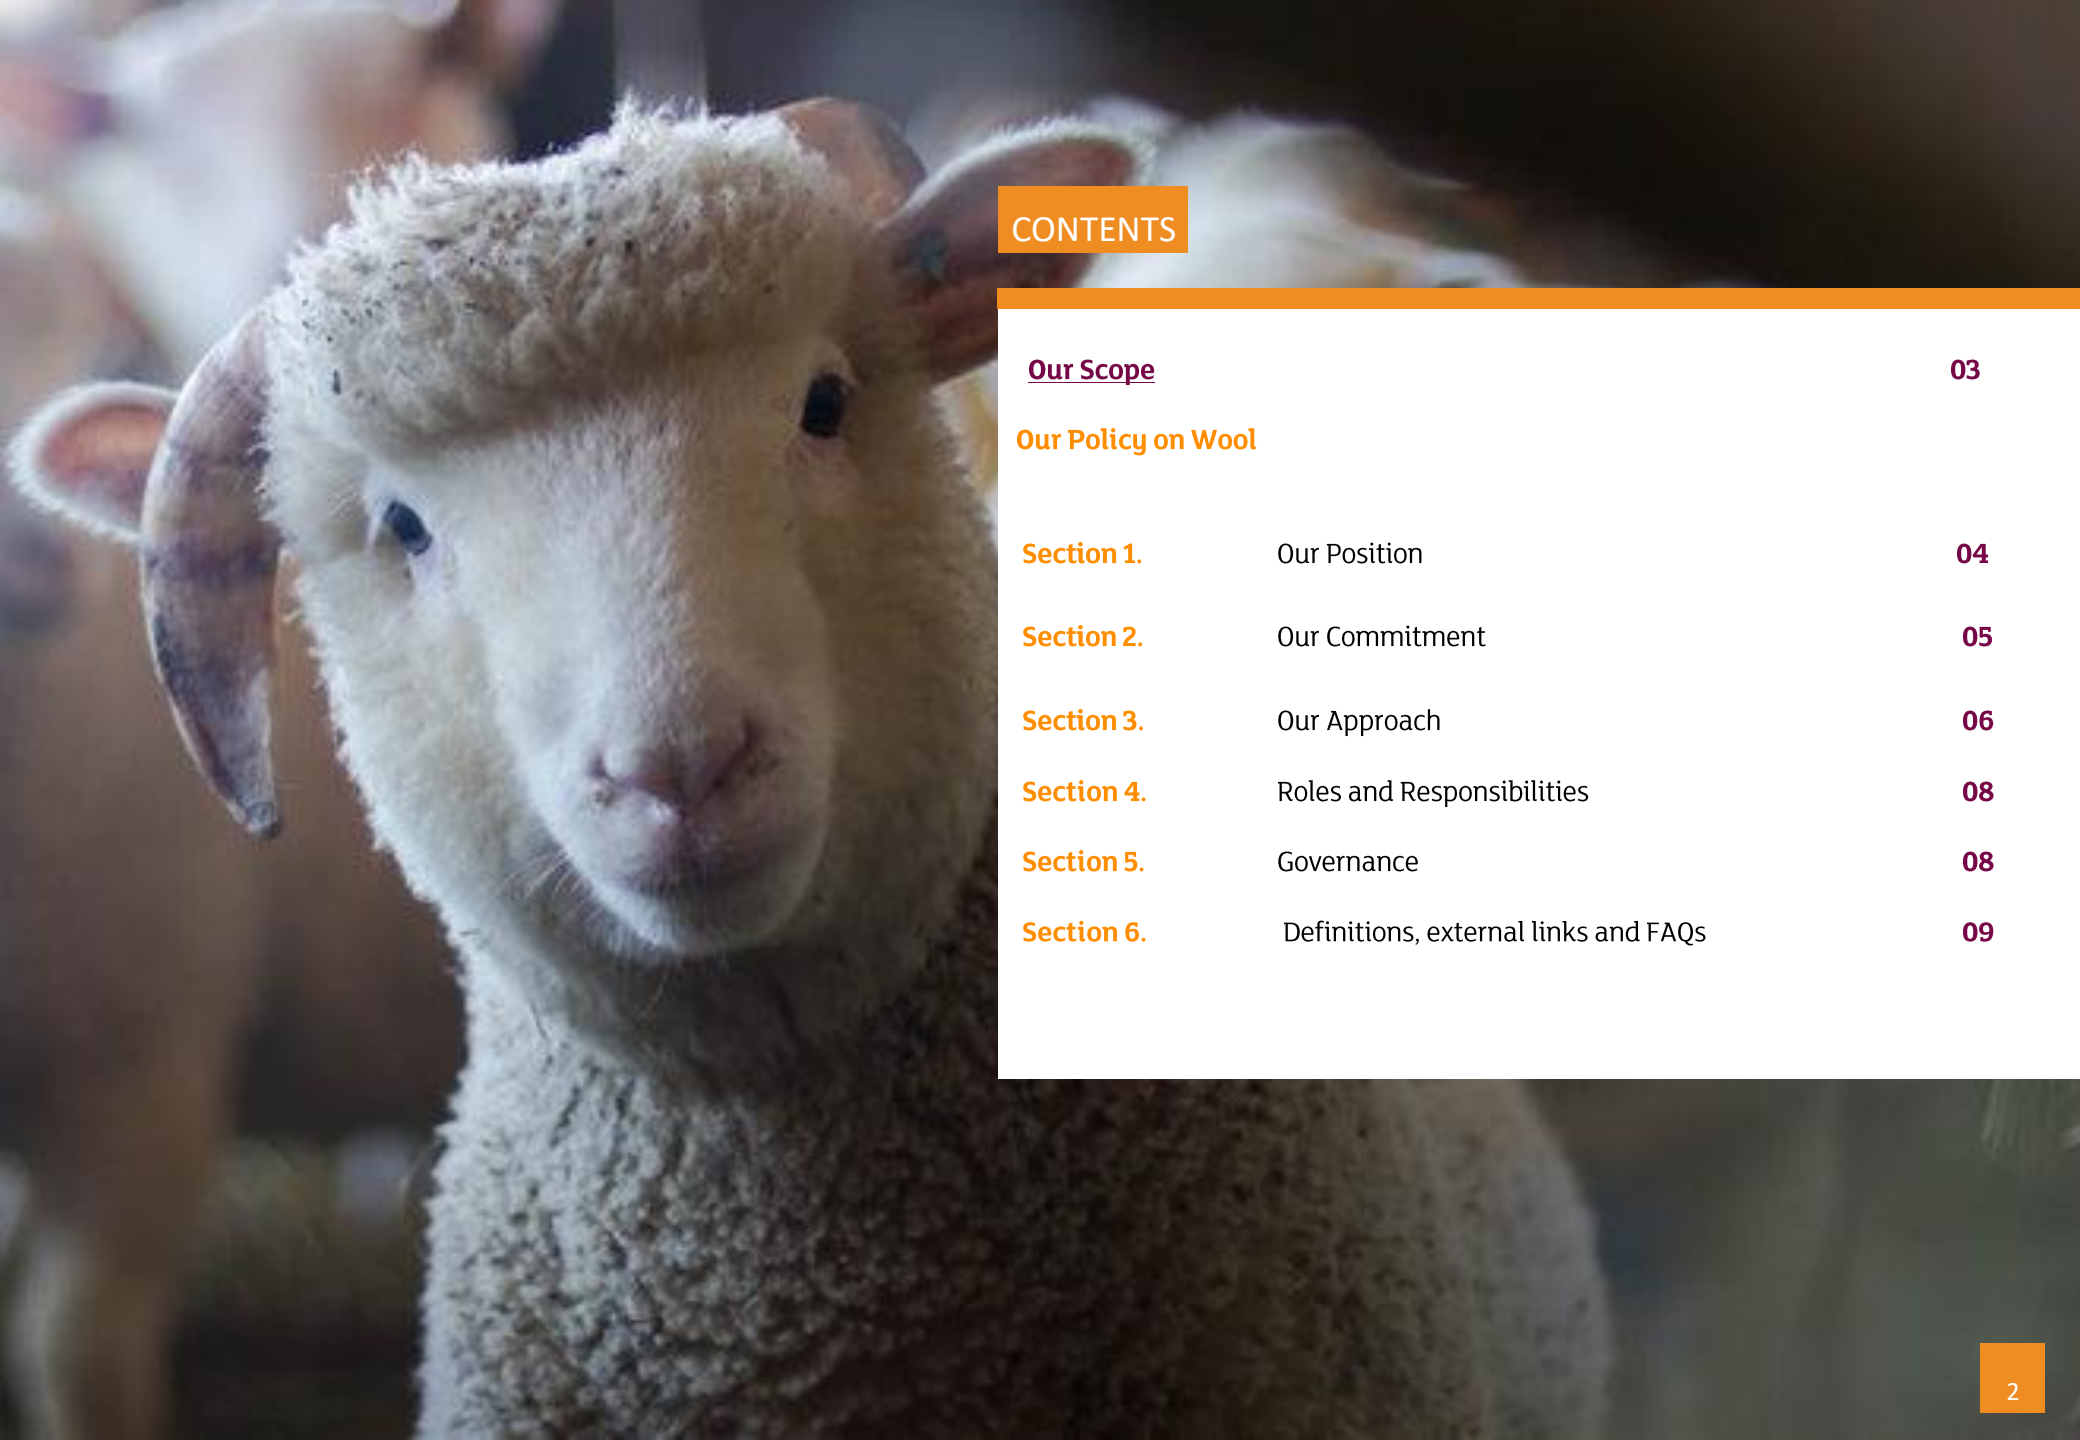 CONTENTS
Our Scope 03
Our Policy on Wool
Section 1. Our Position 04
Section 2. Our Commitment 05
Section 3. Our Approach 06
Section 4. Roles and Responsibilities 08
Section 5. Governance 08
Section 6. Definitions, external links and FAQs 09
2